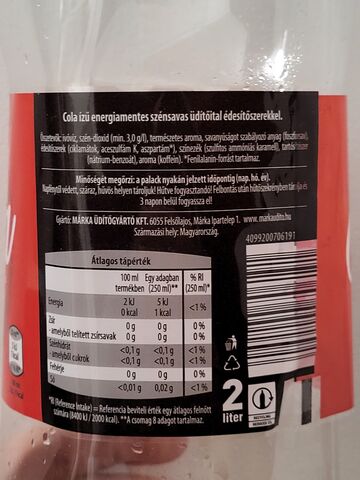 Cola ízű energiamentes szénsavas üdítőital édesítőszerekkel.
Összetevők: ivóvíz, szén-dioxid (min. 3,0 g/l), természetes aroma, savanyúságot szabályozó anyag (foszforsav),
édesítőszerek (ciklamátok, aceszulfám K, aszpartám*), színezék (szulfitos ammóniás karamell), tartósítószer
(nátrium-benzoát), aroma (koffein). *Fenilalanin-forrást tartalmaz.
Minőségét megőrzi: a palack nyakán jelzett időpontig (nap. hó. év).
Napfénytől védett, száraz, hűvös helyen tároljuk! Hűtve fogyasztandó! Felbontás után hűtőszekrényben tárolja és
3 napon belül fogyassza el!
Gyártó: MÁRKA ÜDÍTŐGYÁRTÓ KFT. 6055 Felsőlajos, Márka Ipartelep 1. www.markaudito.hu
Származási hely: Magyarország.
4099200706191
Átlagos tápérték
100 ml termékben Egy adagban (250 ml)** % RI (250 ml)*
Energia 2 kJ 0 kcal 5 kJ 1 kcal <1 %
Zsír 0 g 0 g 0 %
- amelyből telített zsírsavak 0 g 0 g 0 %
Szénhidrát <0,1 g <0,1 g <1 %
- amelyből cukrok <0,1 g <0,1 g <1 %
Fehérje 0 g 0 g 0 %
Só <0,01 g 0,02 g <1 %
*RI (Reference Intake) = Referencia beviteli érték egy átlagos felnőtt
számára (8400 kJ / 2000 kcal). **A csomag 8 adagot tartalmaz.
2
liter
RECYCLING